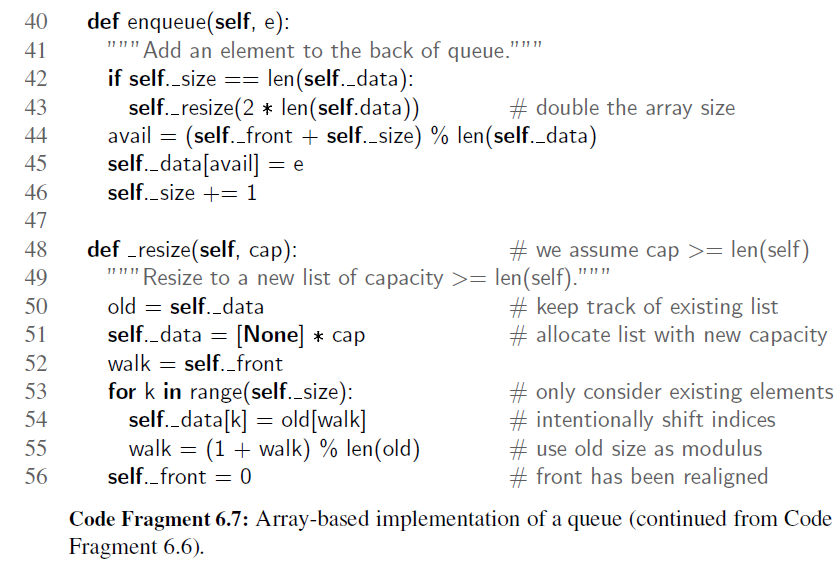 40 def enqueue(self, e):
41 """Add an element to the back of queue."""
42 if self._size == len(self._data):
43 self._resize(2 * len(self.data)) # double the array size
44 avail = (self._front + self._size) % len(self._data)
45 self._data[avail] = e
46 self._size += 1
47
48 def _resize(self, cap): # we assume cap >= len(self)
49 """Resize to a new list of capacity >= len(self)."""
50 old = self._data # keep track of existing list
51 self._data = [None] * cap # allocate list with new capacity
52 walk = self._front
53 for k in range(self._size): # only consider existing elements
54 self._data[k] = old[walk] # intentionally shift indices
55 walk = (1 + walk) % len(old) # use old size as modulus
56 self._front = 0 # front has been realigned
Code Fragment 6.7: Array-based implementation of a queue (continued from Code
Fragment 6.6).